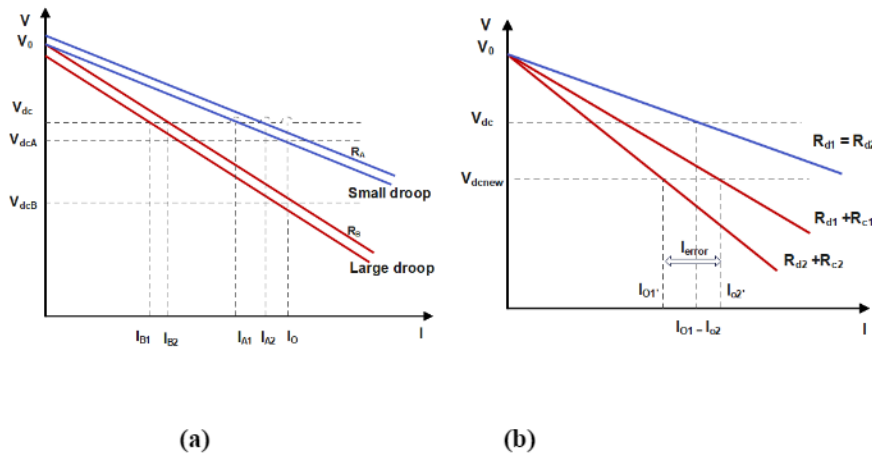 V
V0
Vdc
VdcA
VdcB
RA
Small droop
RB
Large droop
IB1
IB2
IA1
IA2
IO
I
(a)
V
V0
Vdc
Rd1 = Rd2
Vdcnew
Rd1 +Rc1
Ierror
Rd2 +Rc2
IO1'
Io2'
IO1 – Io2
I
(b)